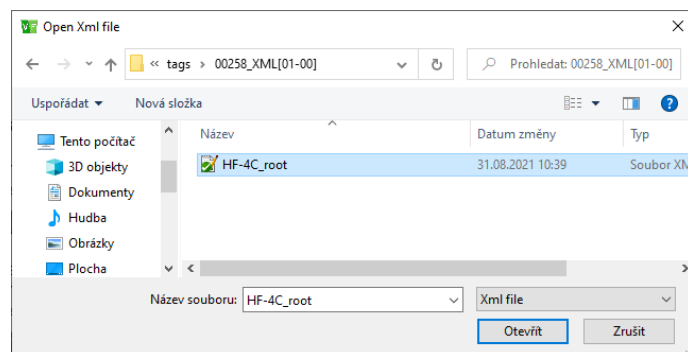 Open Xml file
« tags › 00258_XML[01-00]
Prohledat: 00258_XML[01-00]
Uspořádat
Nová složka
Název
Datum změny
Typ
Tento počítač
HF-4C_root
31.08.2021 10:39
Soubor XM
3D objekty
Dokumenty
Hudba
Obrázky
Plocha
Název souboru: HF-4C_root
Xml file
Otevřít
Zrušit